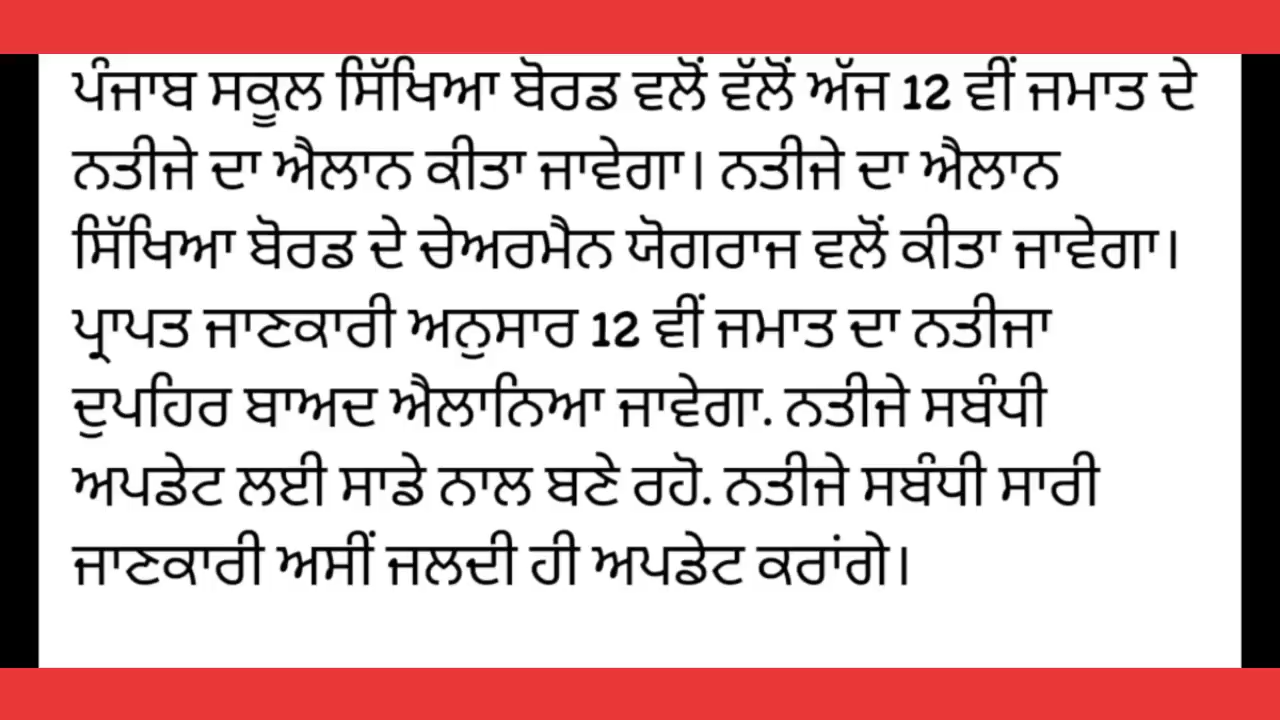 ਪੰਜਾਬ ਸਕੂਲ ਸਿੱਖਿਆ ਬੋਰਡ ਵਲੋਂ ਵੱਲੋਂ ਅੱਜ 12 ਵੀਂ ਜਮਾਤ ਦੇ
ਨਤੀਜੇ ਦਾ ਐਲਾਨ ਕੀਤਾ ਜਾਵੇਗਾ। ਨਤੀਜੇ ਦਾ ਐਲਾਨ
ਸਿੱਖਿਆ ਬੋਰਡ ਦੇ ਚੇਅਰਮੈਨ ਯੋਗਰਾਜ ਵਲੋਂ ਕੀਤਾ ਜਾਵੇਗਾ।
ਪ੍ਰਾਪਤ ਜਾਣਕਾਰੀ ਅਨੁਸਾਰ 12 ਵੀਂ ਜਮਾਤ ਦਾ ਨਤੀਜਾ
ਦੁਪਹਿਰ ਬਾਅਦ ਐਲਾਨਿਆ ਜਾਵੇਗਾ. ਨਤੀਜੇ ਸਬੰਧੀ
ਅਪਡੇਟ ਲਈ ਸਾਡੇ ਨਾਲ ਬਣੇ ਰਹੋ. ਨਤੀਜੇ ਸਬੰਧੀ ਸਾਰੀ
ਜਾਣਕਾਰੀ ਅਸੀਂ ਜਲਦੀ ਹੀ ਅਪਡੇਟ ਕਰਾਂਗੇ।